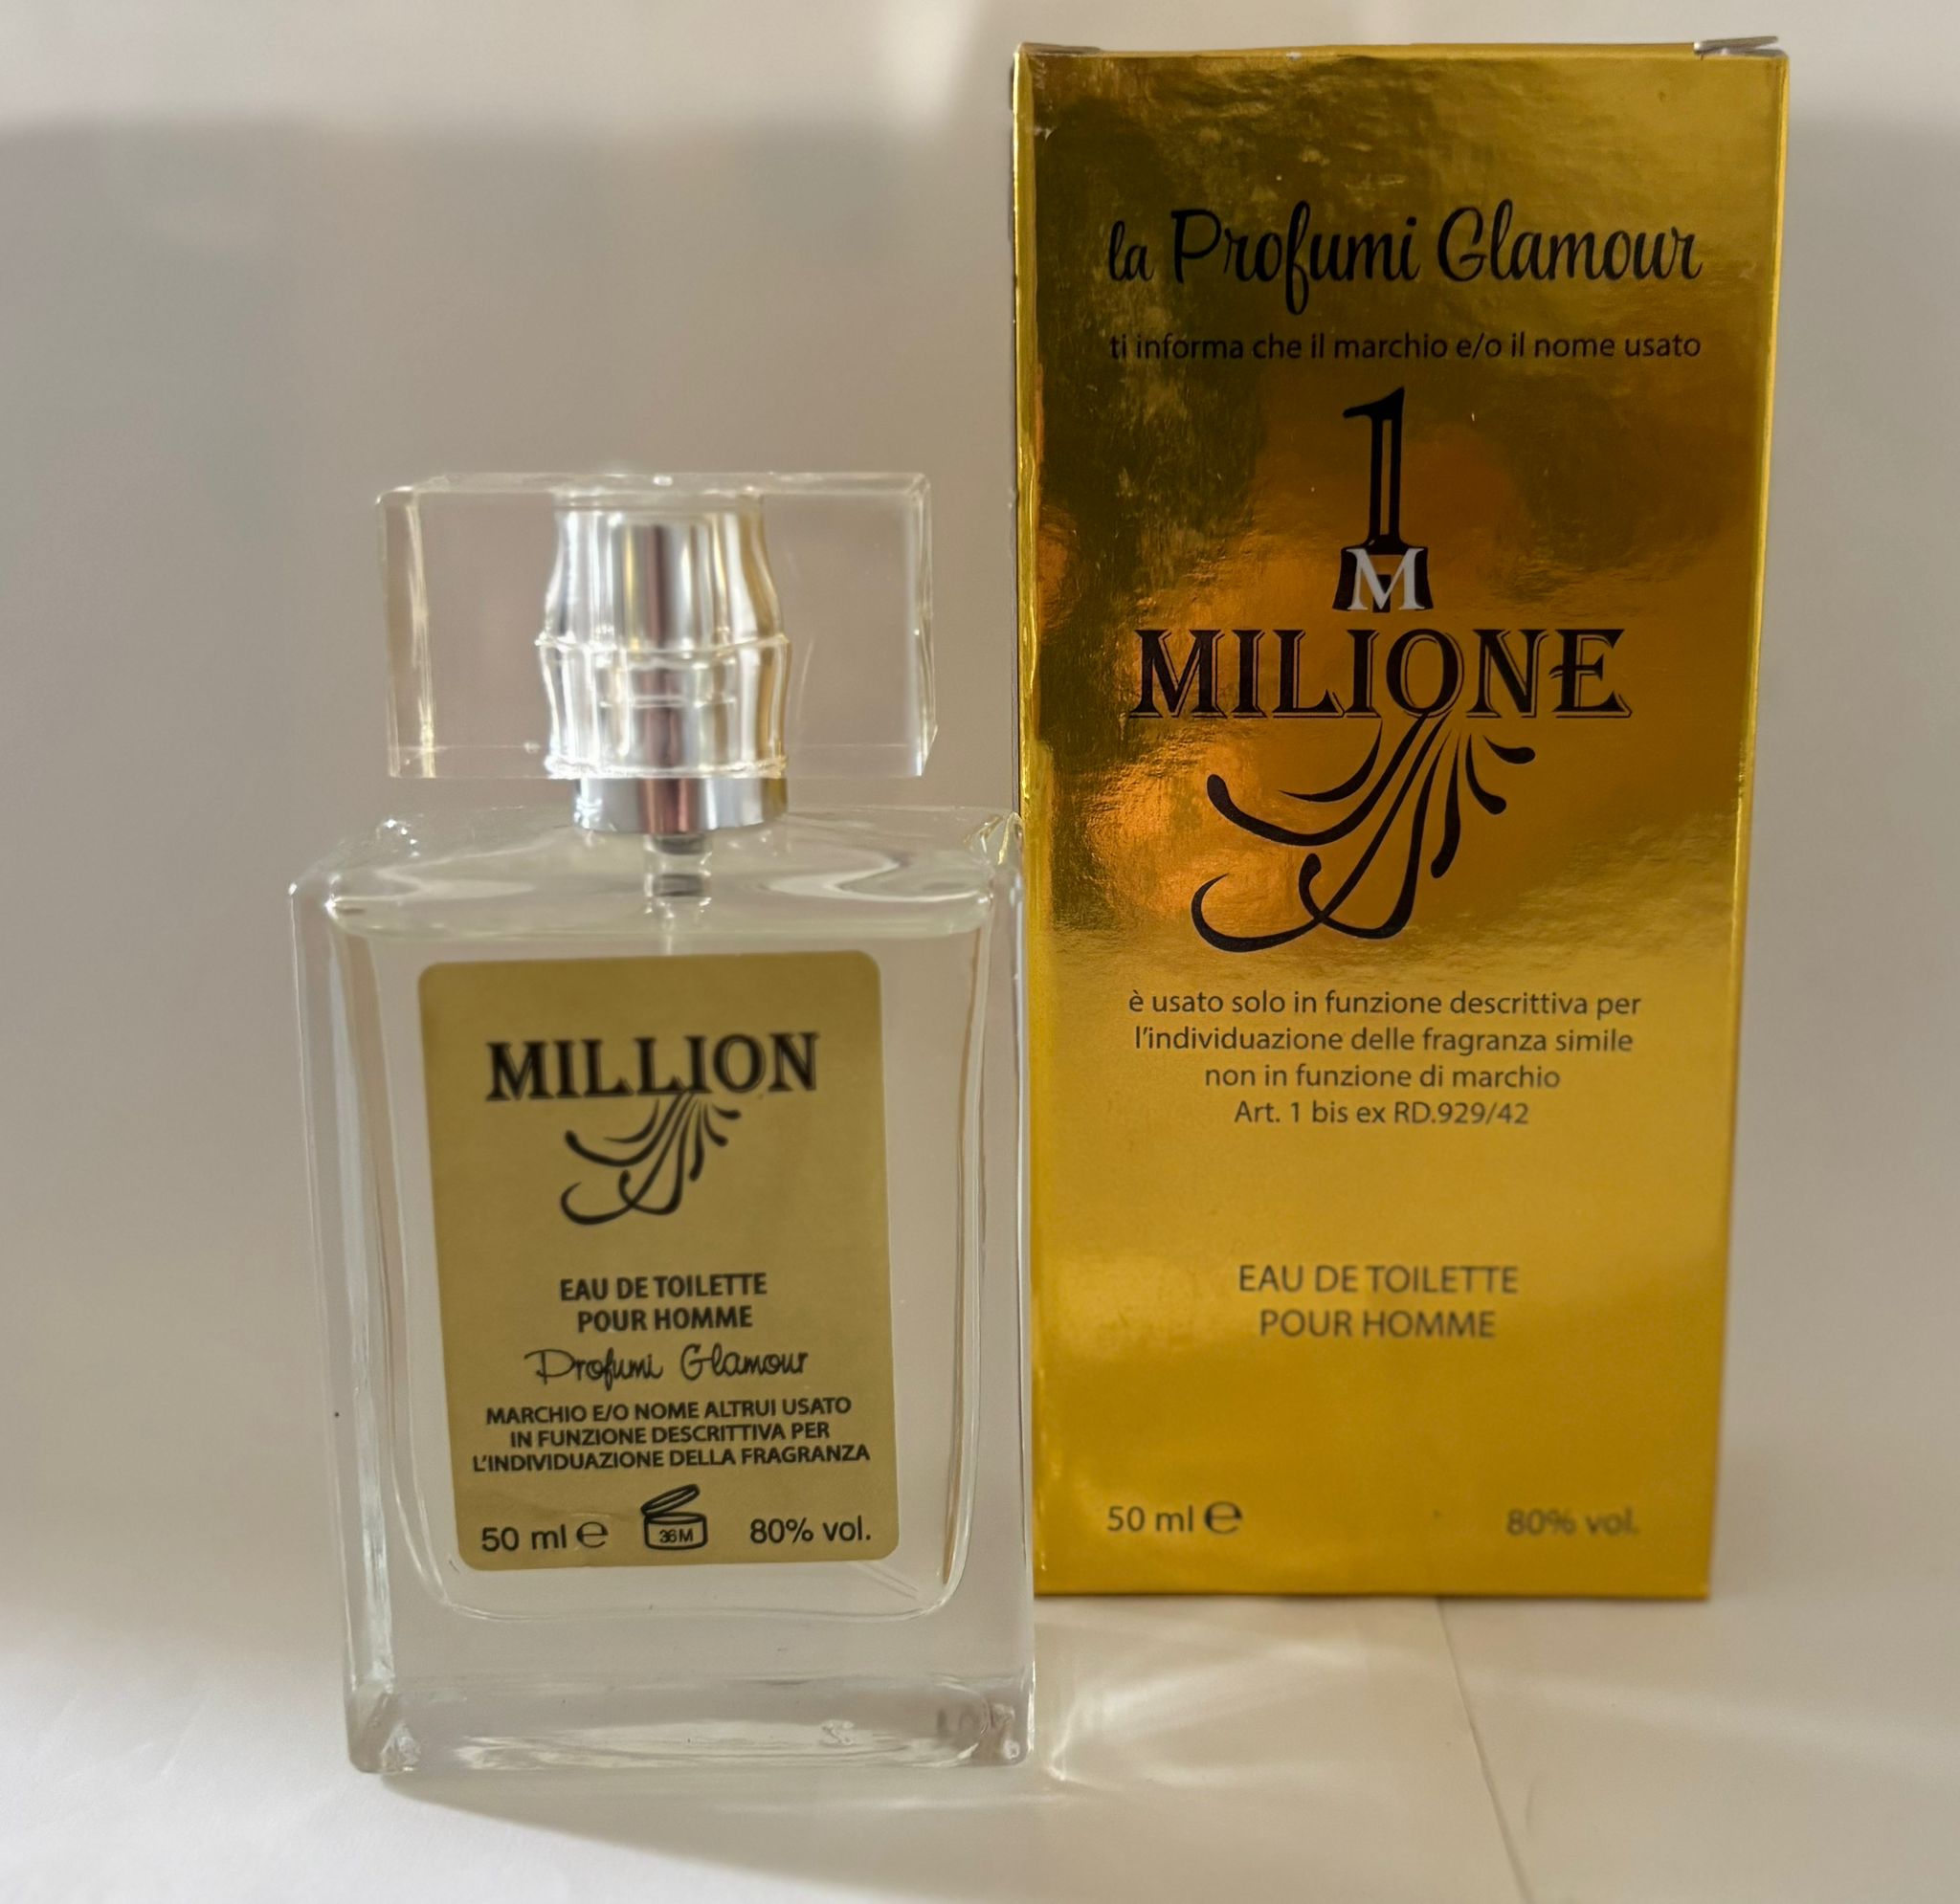 MILLION
EAU DE TOILETTE
POUR HOMME
Profumi Glamour
MARCHIO E/O NOME ALTRUI USATO
IN FUNZIONE DESCRITTIVA PER
L'INDIVIDUAZIONE DELLA FRAGRANZA
50 ml ℮ 36M 80% vol.
la Profumi Glamour
ti informa che il marchio e/o il nome usato
1
M
MILIONE
è usato solo in funzione descrittiva per
l'individuazione delle fragranza simile
non in funzione di marchio
Art. 1 bis ex RD.929/42
EAU DE TOILETTE
POUR HOMME
50 ml ℮ 80% vol.